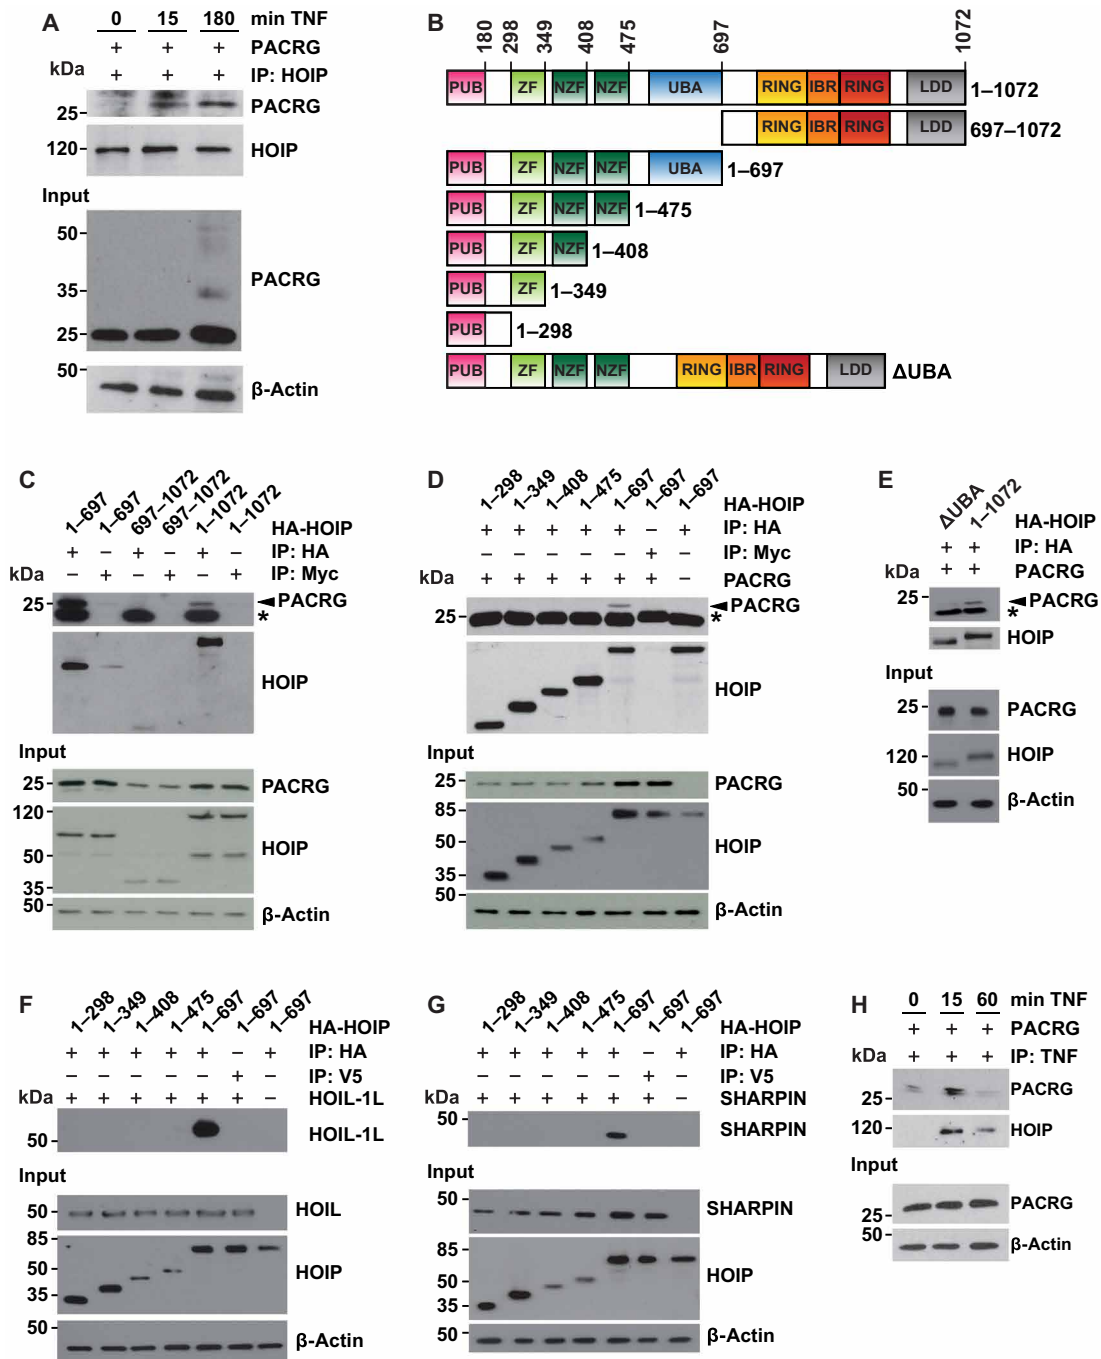 A
0 15 180 min TNF
+ + + PACRG
kDa + + + IP: HOIP
25 PACRG
120 HOIP
Input
50
35
25
PACRG
50
β-Actin
B
180 298 349 408 475 697 1072
PUB ZF NZF NZF UBA RING IBR RING LDD 1–1072
RING IBR RING LDD 697–1072
PUB ZF NZF NZF UBA 1–697
PUB ZF NZF NZF 1–475
PUB ZF NZF 1–408
PUB ZF 1–349
PUB 1–298
PUB ZF NZF NZF RING IBR RING LDD ΔUBA
C
1–697 1–697 697–1072 697–1072 1–1072 1–1072 HA-HOIP
+ – + – + – IP: HA
kDa – + – + – + IP: Myc
25 PACRG
*
HOIP
Input
25 PACRG
120
50
35
HOIP
50
β-Actin
D
1–298 1–349 1–408 1–475 1–697 1–697 1–697 HA-HOIP
+ + + + + – + IP: HA
– – – – – + – IP: Myc
kDa + + + + + + – PACRG
25 PACRG
*
HOIP
Input
25 PACRG
85
50
35
HOIP
50
β-Actin
E
ΔUBA 1–1072 HA-HOIP
+ + IP: HA
kDa + + PACRG
25 PACRG
*
HOIP
Input
25 PACRG
120 HOIP
50
β-Actin
F
1–298 1–349 1–408 1–475 1–697 1–697 1–697 HA-HOIP
+ + + + + – + IP: HA
– – – – – + – IP: V5
kDa + + + + + + – HOIL-1L
50 HOIL-1L
Input
50 HOIL
85
50
35
HOIP
50
β-Actin
G
1–298 1–349 1–408 1–475 1–697 1–697 1–697 HA-HOIP
+ + + + + – + IP: HA
– – – – – + – IP: V5
kDa + + + + + + – SHARPIN
50
SHARPIN
Input
50 SHARPIN
85
50
35
HOIP
50
β-Actin
H
0 15 60 min TNF
+ + + PACRG
kDa + + + IP: TNF
25 PACRG
120 HOIP
Input
25 PACRG
50
β-Actin